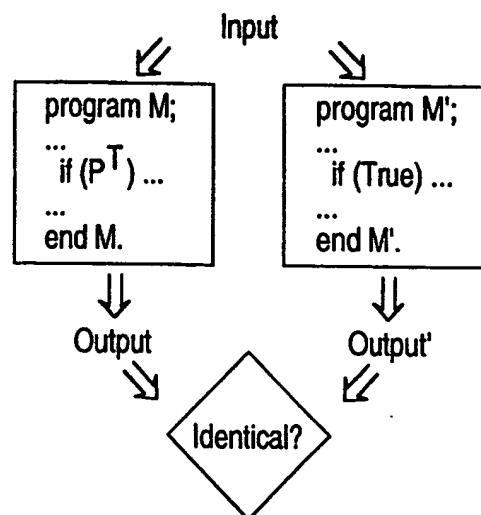 Input
program M;
...
if (P^T) ...
...
end M.
program M';
...
if (True) ...
...
end M'.
Output
Output'
Identical?